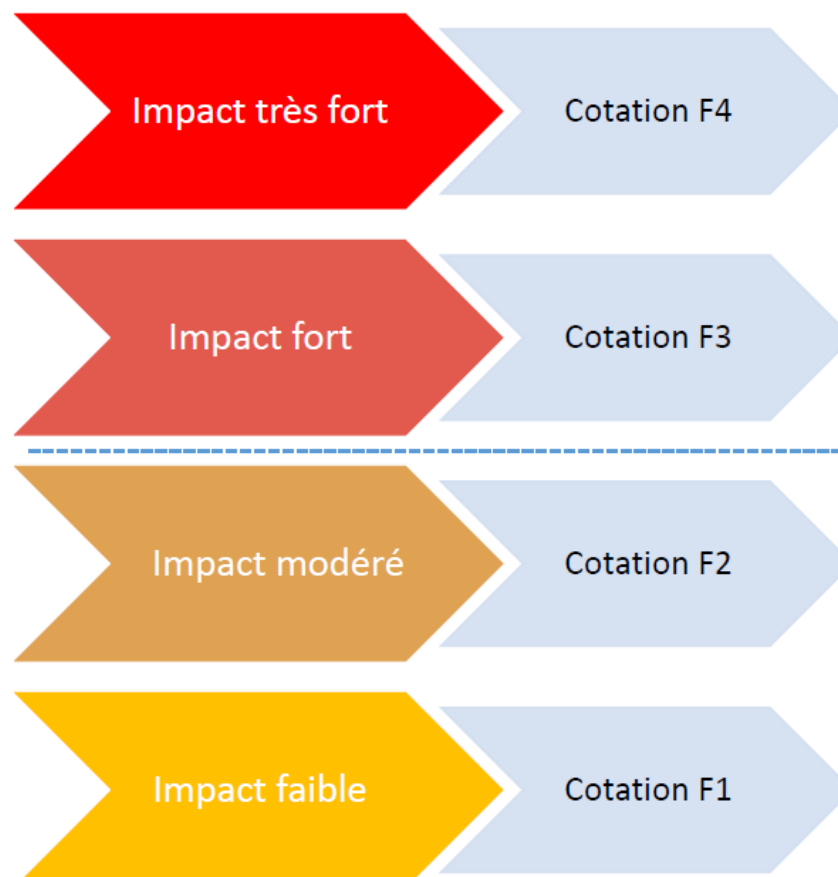 Impact très fort
Cotation F4
Impact fort
Cotation F3
Impact modéré
Cotation F2
Impact faible
Cotation F1